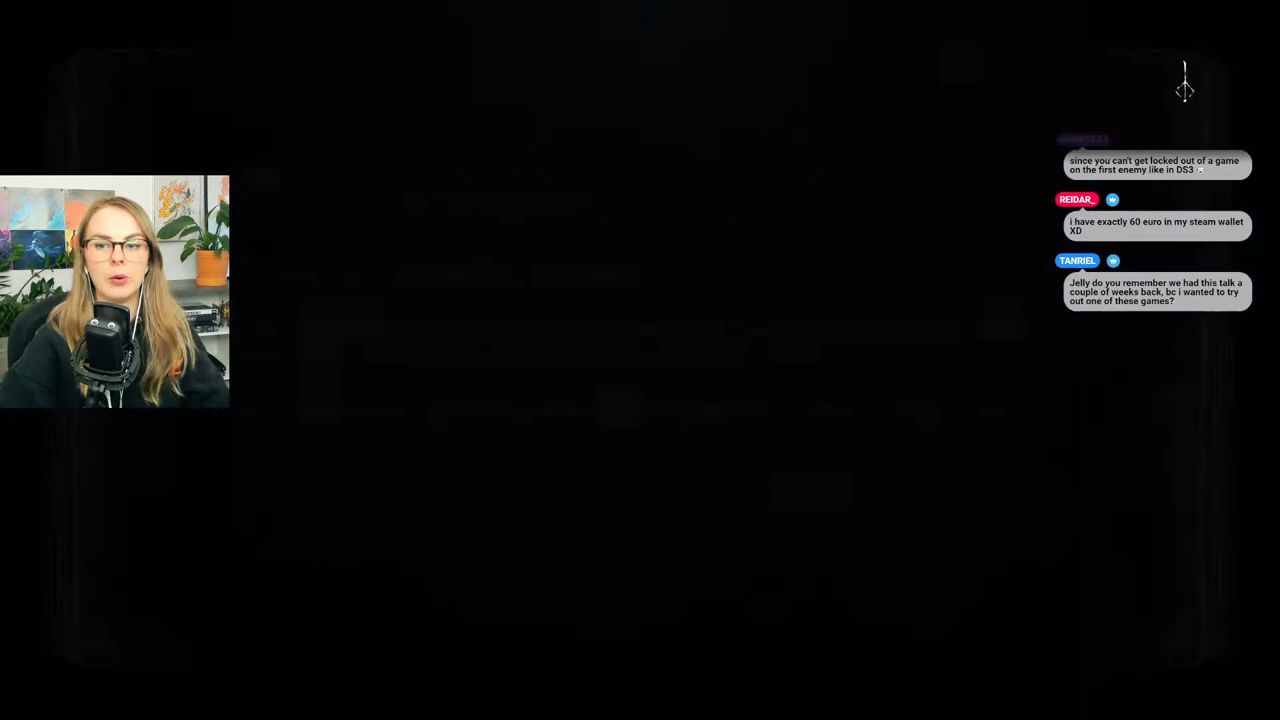 since you can't get locked out of a game
on the first enemy like in DS3
REIDAR_
i have exactly 60 euro in my steam wallet
XD
TANRIEL
Jelly do you remember we had this talk a
couple of weeks back, bc i wanted to try
out one of these games?